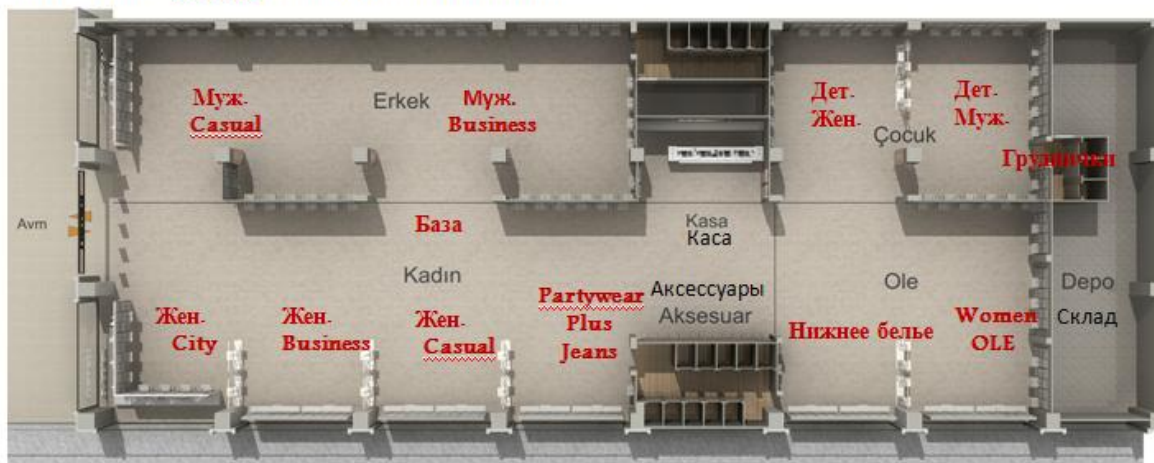 Муж.
Casual
Erkek
Муж.
Business
Дет.
Жен.
Дет.
Муж.
Çocuk
Груднички
Avm
База
Kasa
Каса
Kadın
Partywear
Plus
Jeans
Аксессуары
Aksesuar
Ole
Depo
Склад
Жен.
City
Жен.
Business
Жен.
Casual
Нижнее белье
Women
OLE